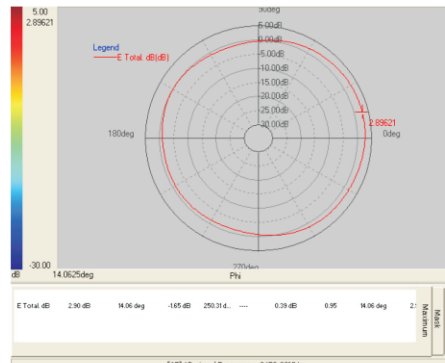 5.00
2.89621
90deg
5.00dB
0.00dB
-5.00dB
-10.00dB
-15.00dB
-20.00dB
-25.00dB
-30.00dB
Legend
E Total. dB(dB)
2.89621
180deg
0deg
270deg
-30.00
dB
14.0625deg
Phi
E Total. dB 2.90 dB 14.06 deg -1.65 dB 250.31 d... ---- 0.39 dB 0.95 14.06 deg
Maximum
Mask